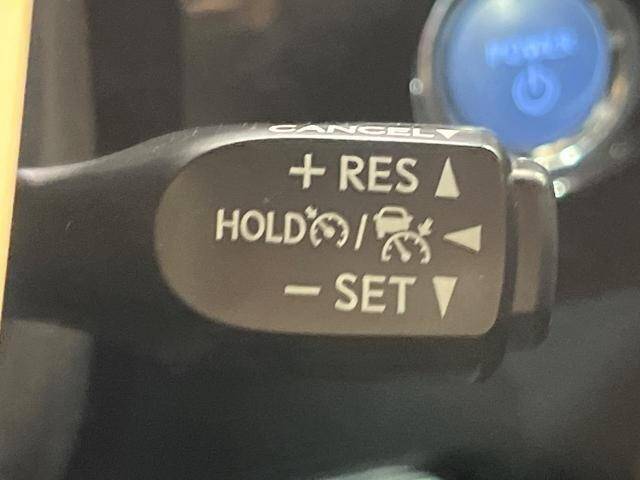 POWER
CANCEL▼
+ RES ▲
HOLD / ◀
− SET ▼